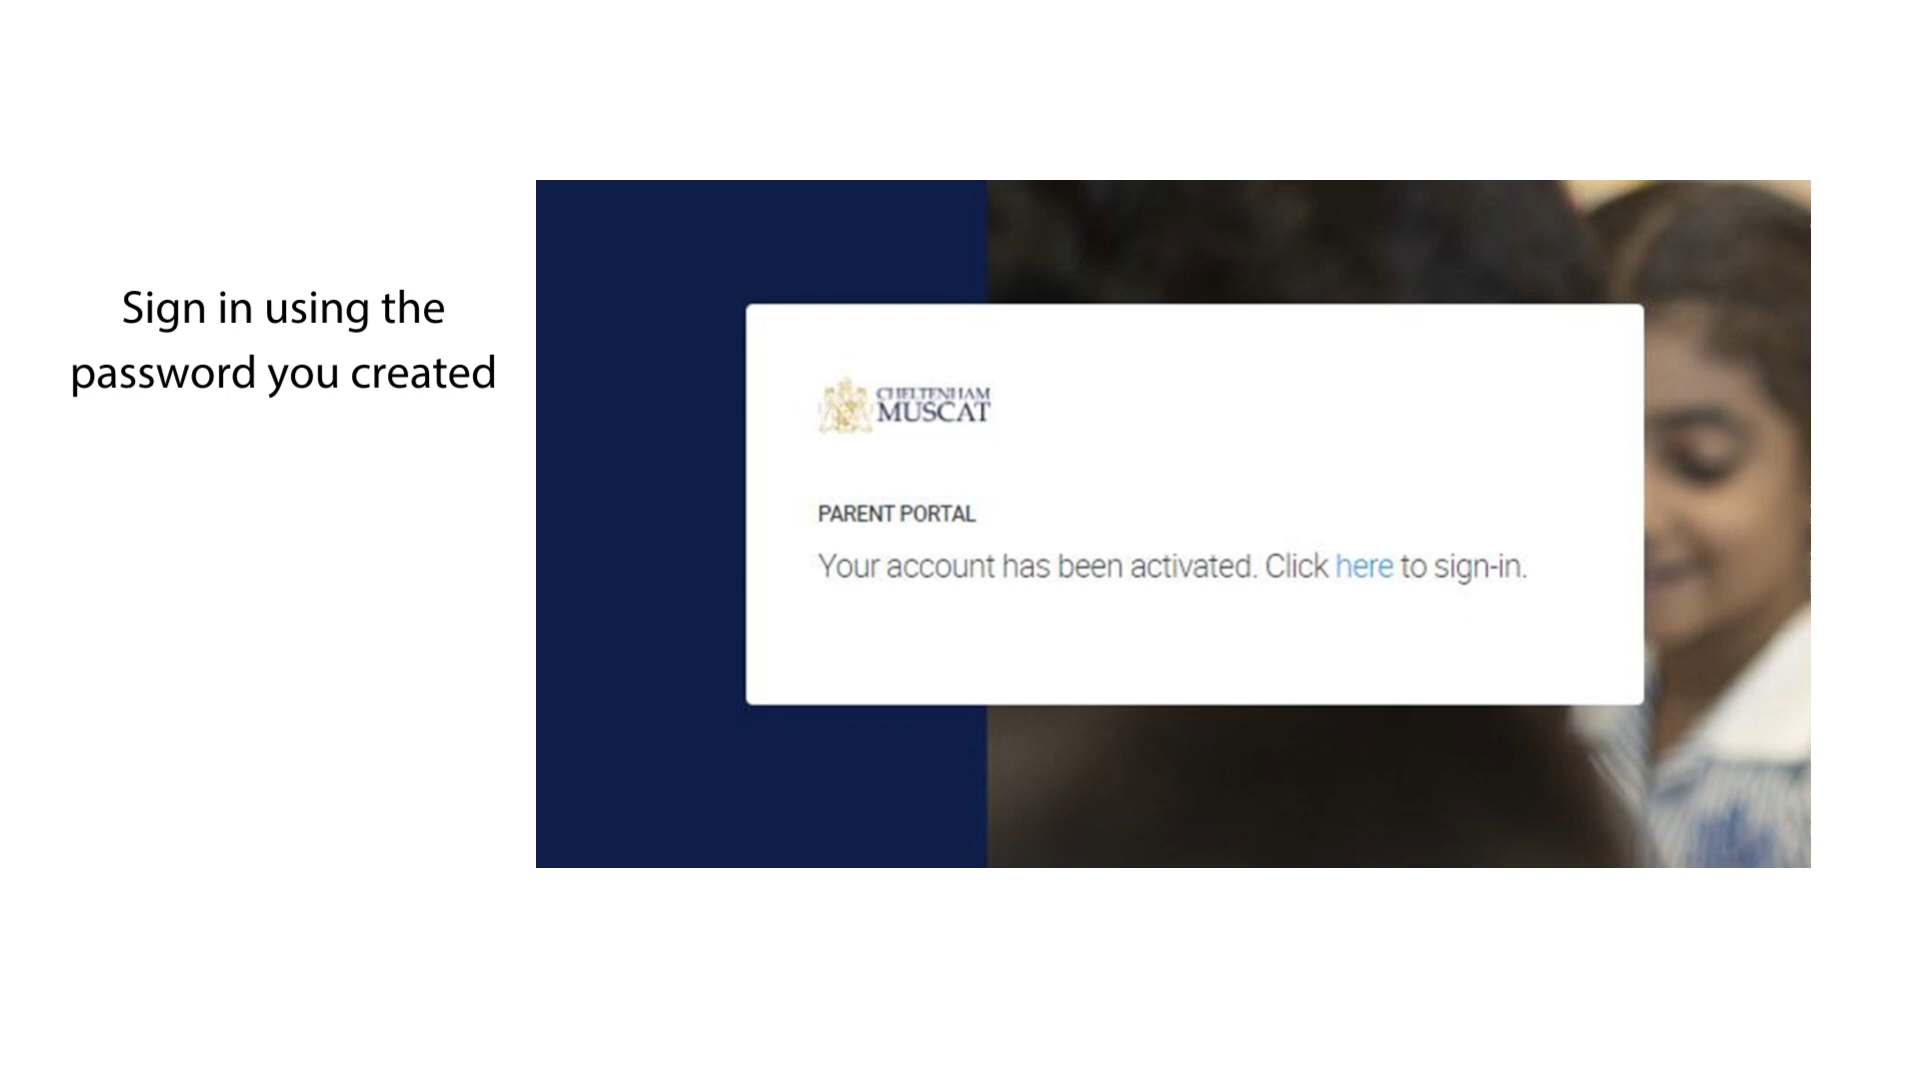 Sign in using the
password you created
CHELTENHAM
MUSCAT
PARENT PORTAL
Your account has been activated. Click here to sign-in.